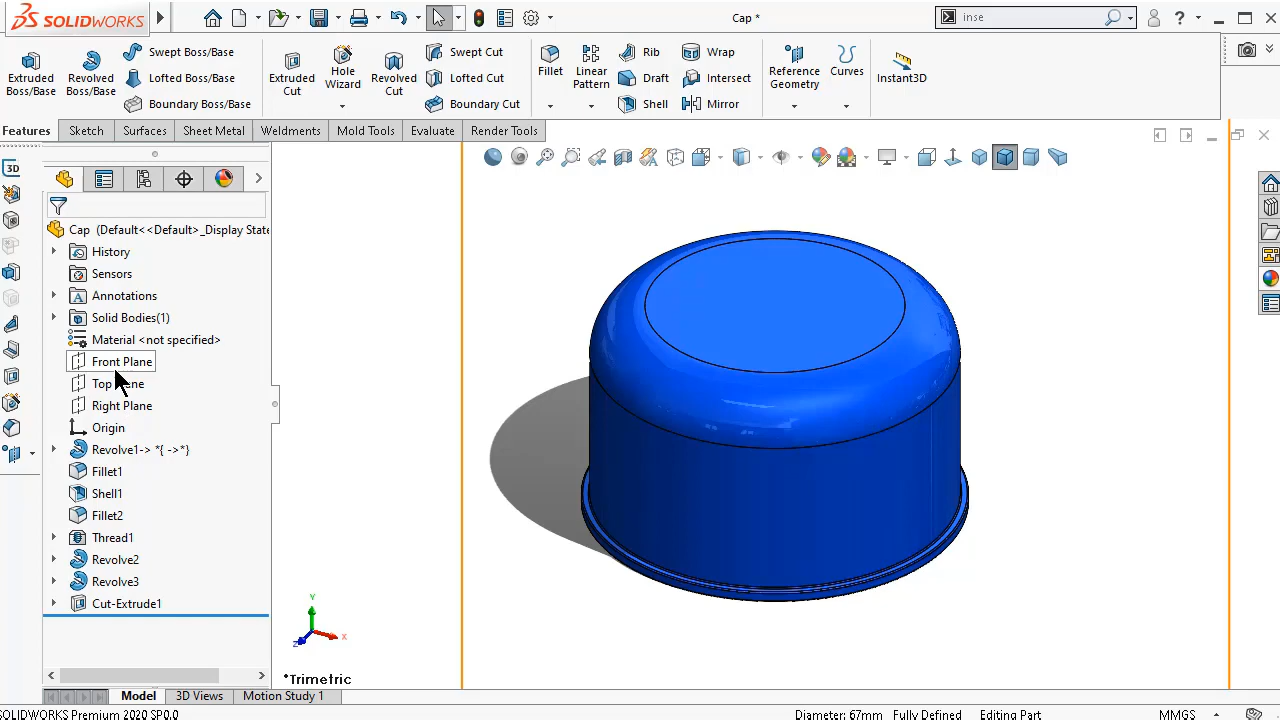 SOLIDWORKS
Cap *
inse
Extruded Boss/Base
Revolved Boss/Base
Swept Boss/Base
Lofted Boss/Base
Boundary Boss/Base
Extruded Cut
Hole Wizard
Revolved Cut
Swept Cut
Lofted Cut
Boundary Cut
Fillet
Linear Pattern
Rib
Draft
Shell
Wrap
Intersect
Mirror
Reference Geometry
Curves
Instant3D
Features
Sketch
Surfaces
Sheet Metal
Weldments
Mold Tools
Evaluate
Render Tools
3D
Cap (Default<<Default>_Display State
History
Sensors
Annotations
Solid Bodies(1)
Material <not specified>
Front Plane
Right Plane
Origin
Revolve1-> *{ ->*}
Fillet1
Shell1
Fillet2
Thread1
Revolve2
Revolve3
Cut-Extrude1
Y
X
Z
*Trimetric
Model
3D Views
Motion Study 1
SOLIDWORKS Premium 2020 SP0.0
Diameter: 67mm
Fully Defined
Editing Part
MMGS